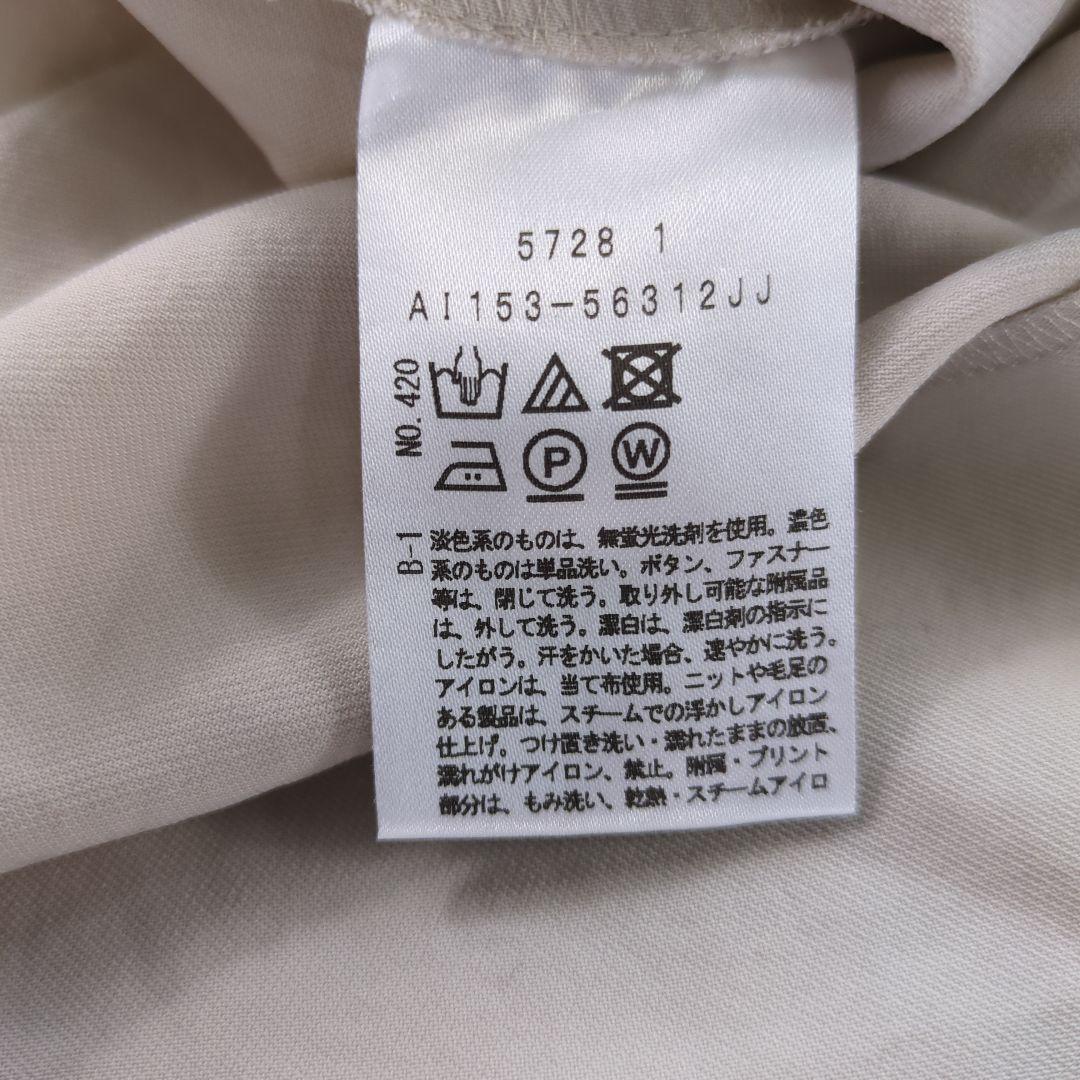 5728 1
AI153-56312JJ
NO. 420
P
W
B-1
淡色系のものは、無蛍光洗剤を使用。濃色
系のものは単品洗い。ボタン、ファスナー
等は、閉じて洗う。取り外し可能な附属品
は、外して洗う。漂白は、漂白剤の指示に
したがう。汗をかいた場合、速やかに洗う。
アイロンは、当て布使用。ニットや毛足の
ある製品は、スチームでの浮かしアイロン
仕上げ。つけ置き洗い・濡れたままの放置、
濡れがけアイロン、禁止。附属・プリント
部分は、もみ洗い、乾熱・スチームアイロ